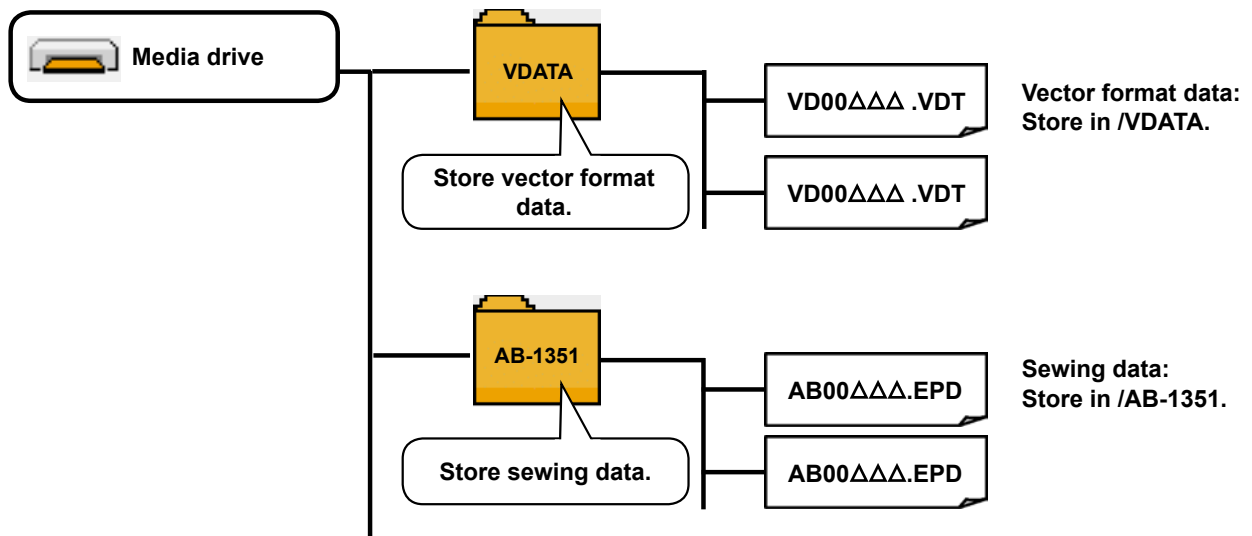 Media drive
VDATA
Store vector format
data.
VD00△△△ .VDT
VD00△△△ .VDT
Vector format data:
Store in /VDATA.
AB-1351
Store sewing data.
AB00△△△.EPD
AB00△△△.EPD
Sewing data:
Store in /AB-1351.